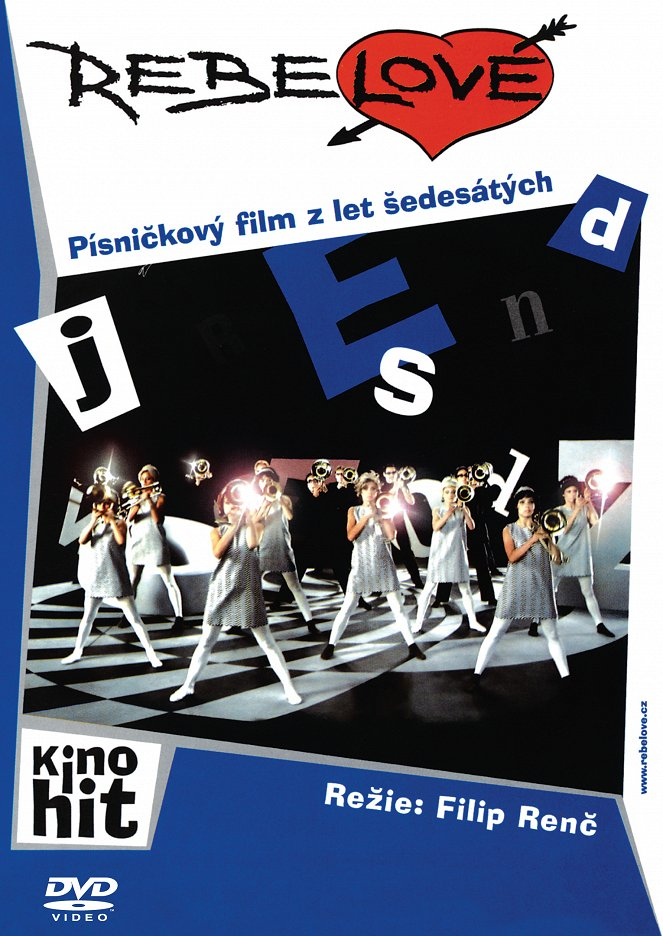 REBELOVÉ
Písničkový film z let šedesátých
d
E
n
R
j
s
d
Z
www.rebelove.cz
Kino
hit
Režie: Filip Renč
DVD
VIDEO